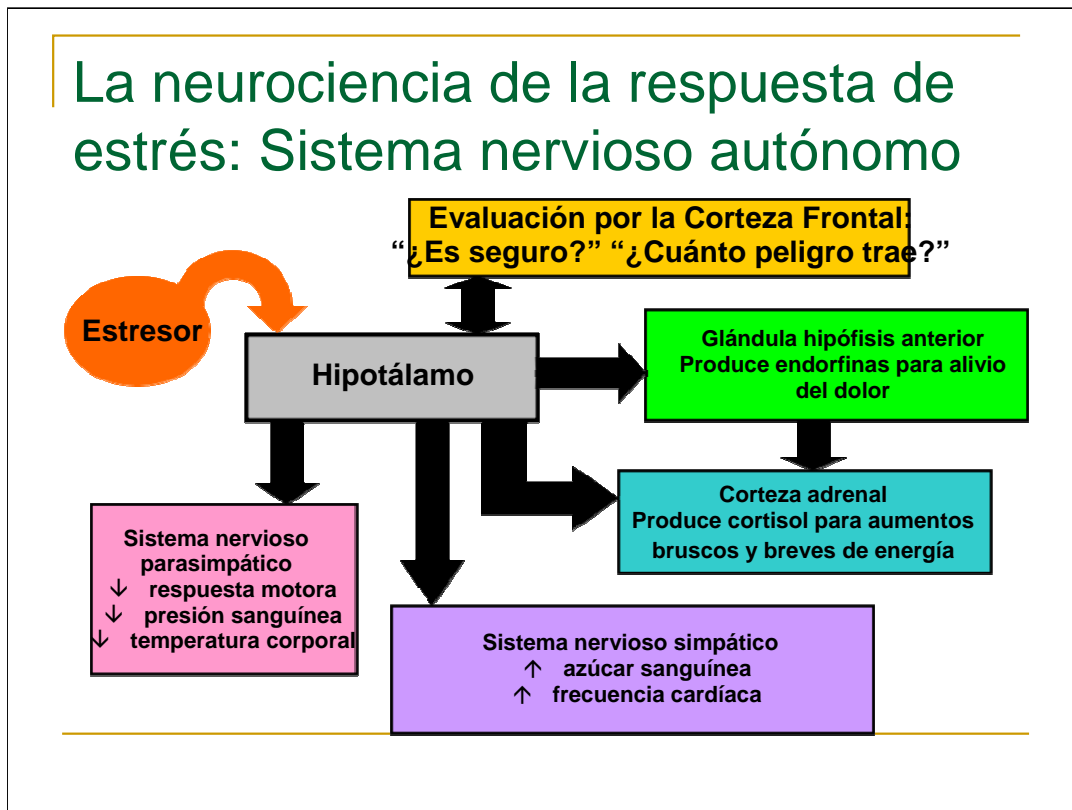 La neurociencia de la respuesta de
estrés: Sistema nervioso autónomo
Evaluación por la Corteza Frontal:
“¿Es seguro?” “¿Cuánto peligro trae?”
Estresor
Hipotálamo
Glándula hipófisis anterior
Produce endorfinas para alivio
del dolor
Corteza adrenal
Produce cortisol para aumentos
bruscos y breves de energía
Sistema nervioso
parasimpático
↓ respuesta motora
↓ presión sanguínea
↓ temperatura corporal
Sistema nervioso simpático
↑ azúcar sanguínea
↑ frecuencia cardíaca